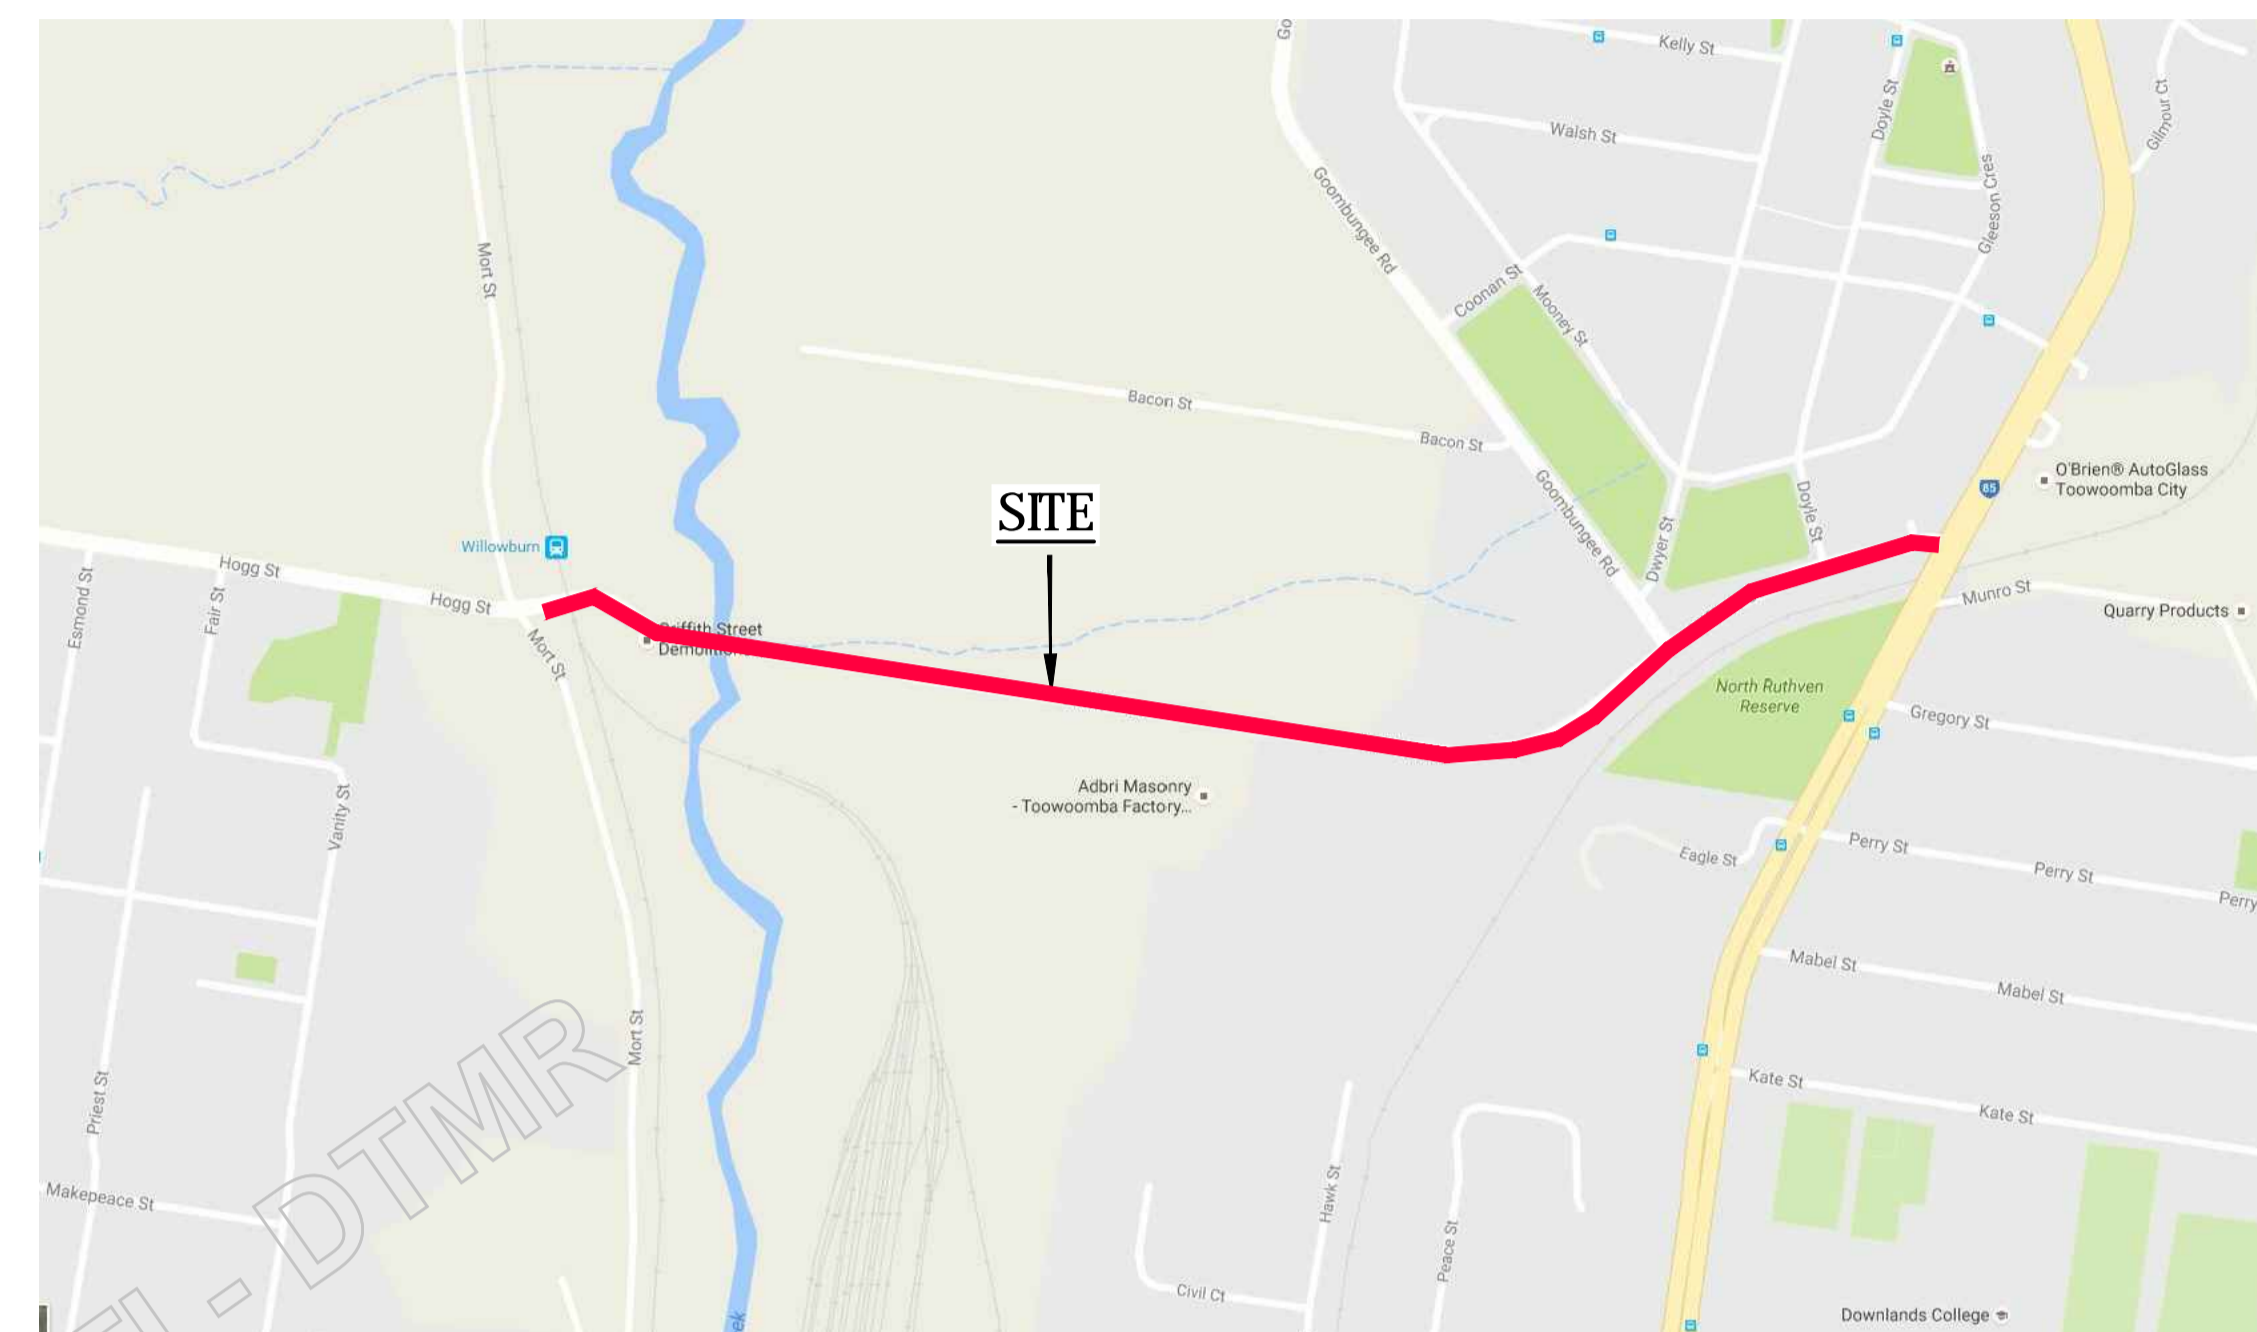 Go
Kelly St
Walsh St
Doyle St
Gilmour Ct
Gleeson Cres
Goombungee Rd
Mort St
Coonan St
Mooney St
Bacon St
Bacon St
85
O'Brien® AutoGlass
Toowoomba City
SITE
Goombungee Rd
Doyle St
Dwyer St
Willowburn
Hogg St
Esmond St
Fair St
Hogg St
Munro St
Quarry Products
Griffith Street
Mort St
North Ruthven
Reserve
Gregory St
Adbri Masonry
- Toowoomba Factory...
Vanity St
Eagle St
Perry St
Perry St
Perry
Mabel St
Mabel St
Mort St
Kate St
Kate St
Priest St
Makepeace St
Hawk St
Peace St
Civil Ct
Downlands College
ek
- DTMR